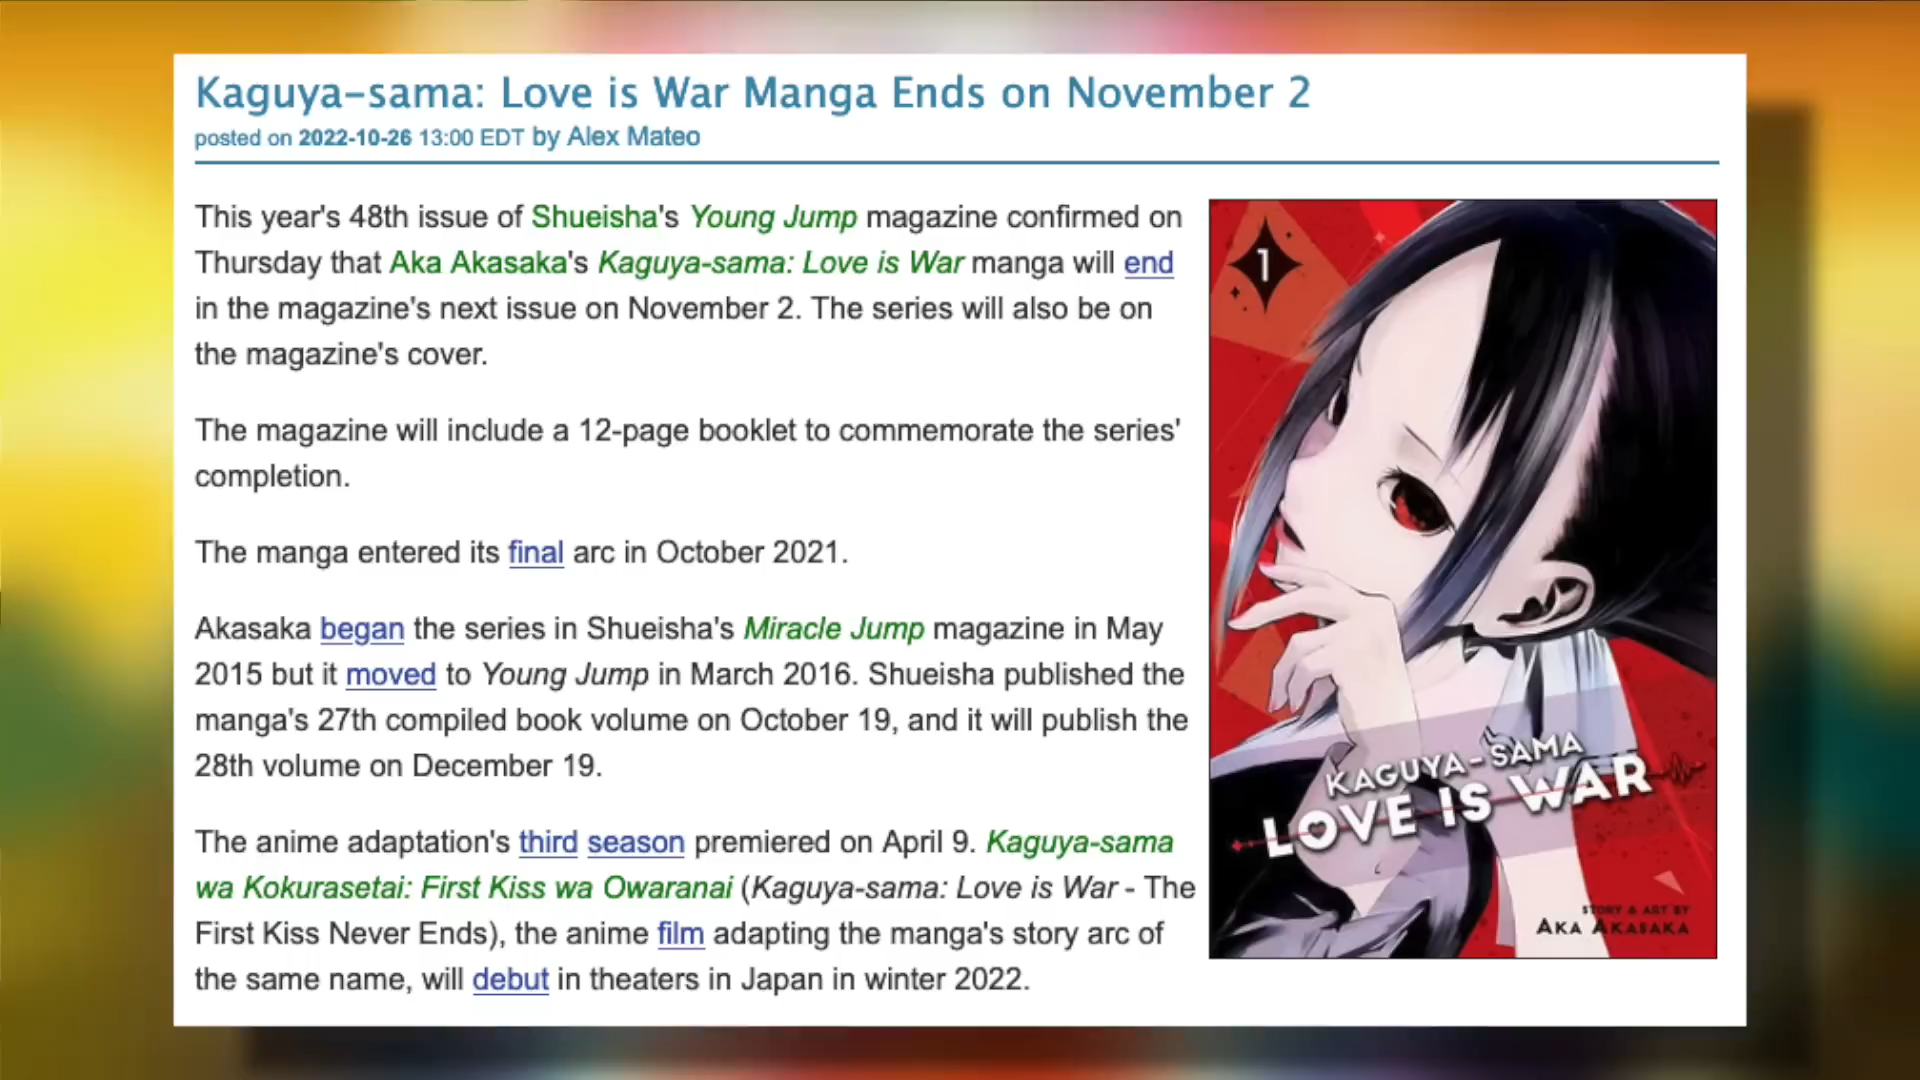 Kaguya-sama: Love is War Manga Ends on November 2
posted on 2022-10-26 13:00 EDT by Alex Mateo
This year's 48th issue of Shueisha's Young Jump magazine confirmed on
Thursday that Aka Akasaka's Kaguya-sama: Love is War manga will end
in the magazine's next issue on November 2. The series will also be on
the magazine's cover.
The magazine will include a 12-page booklet to commemorate the series'
completion.
The manga entered its final arc in October 2021.
Akasaka began the series in Shueisha's Miracle Jump magazine in May
2015 but it moved to Young Jump in March 2016. Shueisha published the
manga's 27th compiled book volume on October 19, and it will publish the
28th volume on December 19.
The anime adaptation's third season premiered on April 9. Kaguya-sama
wa Kokurasetai: First Kiss wa Owaranai (Kaguya-sama: Love is War - The
First Kiss Never Ends), the anime film adapting the manga's story arc of
the same name, will debut in theaters in Japan in winter 2022.
1
KAGUYA-SAMA
LOVE IS WAR
STORY & ART BY
AKA AKASAKA